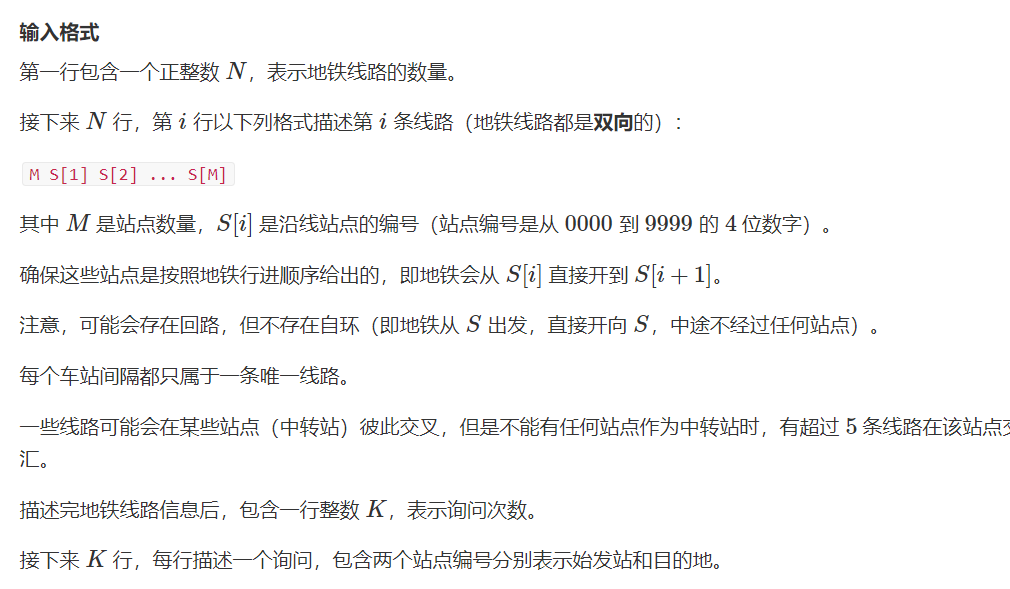 输入格式
第一行包含一个正整数 N，表示地铁线路的数量。
接下来 N 行，第 i 行以下列格式描述第 i 条线路（地铁线路都是双向的）：
M S[1] S[2] ... S[M]
其中 M 是站点数量，S[i] 是沿线站点的编号（站点编号是从 0000 到 9999 的 4 位数字）。
确保这些站点是按照地铁行进顺序给出的，即地铁会从 S[i] 直接开到 S[i + 1]。
注意，可能会存在回路，但不存在自环（即地铁从 S 出发，直接开向 S，中途不经过任何站点）。
每个车站间隔都只属于一条唯一线路。
一些线路可能会在某些站点（中转站）彼此交叉，但是不能有任何站点作为中转站时，有超过 5 条线路在该站点交
汇。
描述完地铁线路信息后，包含一行整数 K，表示询问次数。
接下来 K 行，每行描述一个询问，包含两个站点编号分别表示始发站和目的地。